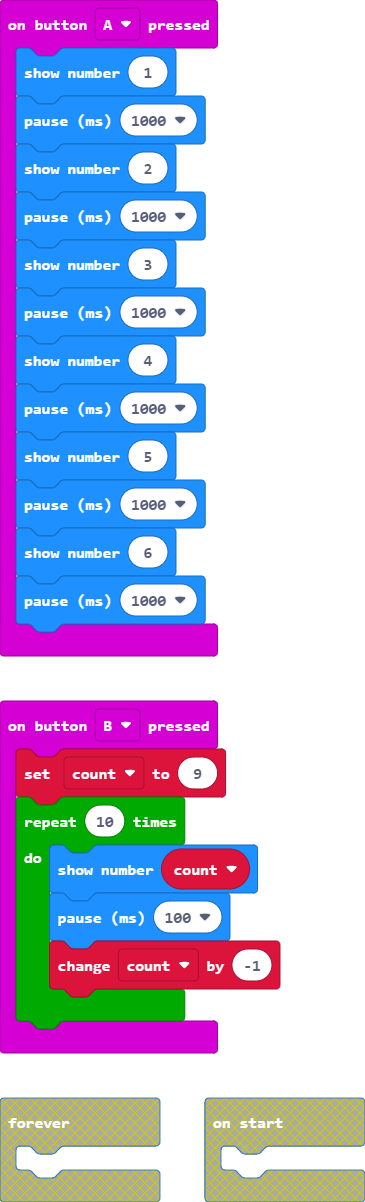 on button A pressed
show number 1
pause (ms) 1000
show number 2
pause (ms) 1000
show number 3
pause (ms) 1000
show number 4
pause (ms) 1000
show number 5
pause (ms) 1000
show number 6
pause (ms) 1000
on button B pressed
set count to 9
repeat 10 times
do
show number count
pause (ms) 100
change count by -1
forever
on start